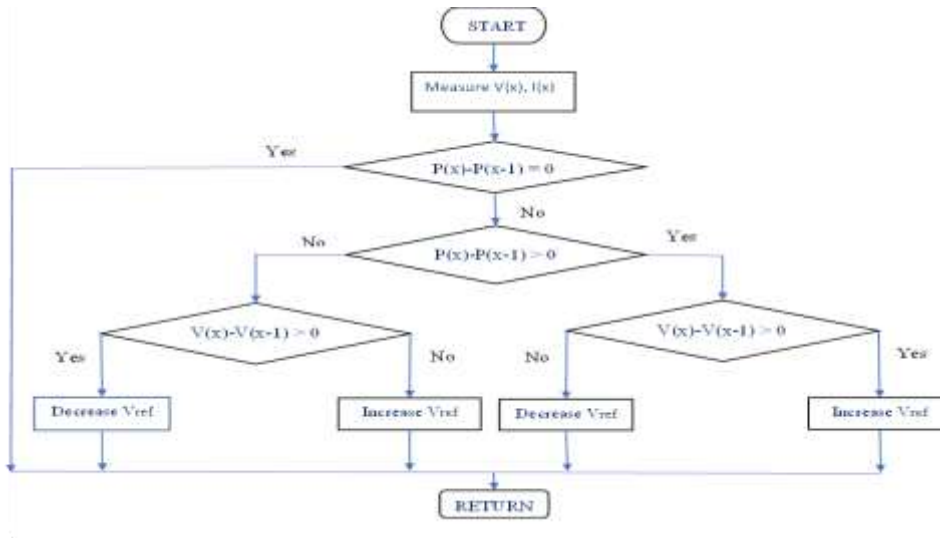 START
Measure V(x), I(x)
Yes
P(x)-P(x-1) = 0
No
No
P(x)-P(x-1) > 0
Yes
V(x)-V(x-1) > 0
V(x)-V(x-1) > 0
Yes
No
No
Yes
Decrease Vref
Increase Vref
Decrease Vref
Increase Vref
RETURN